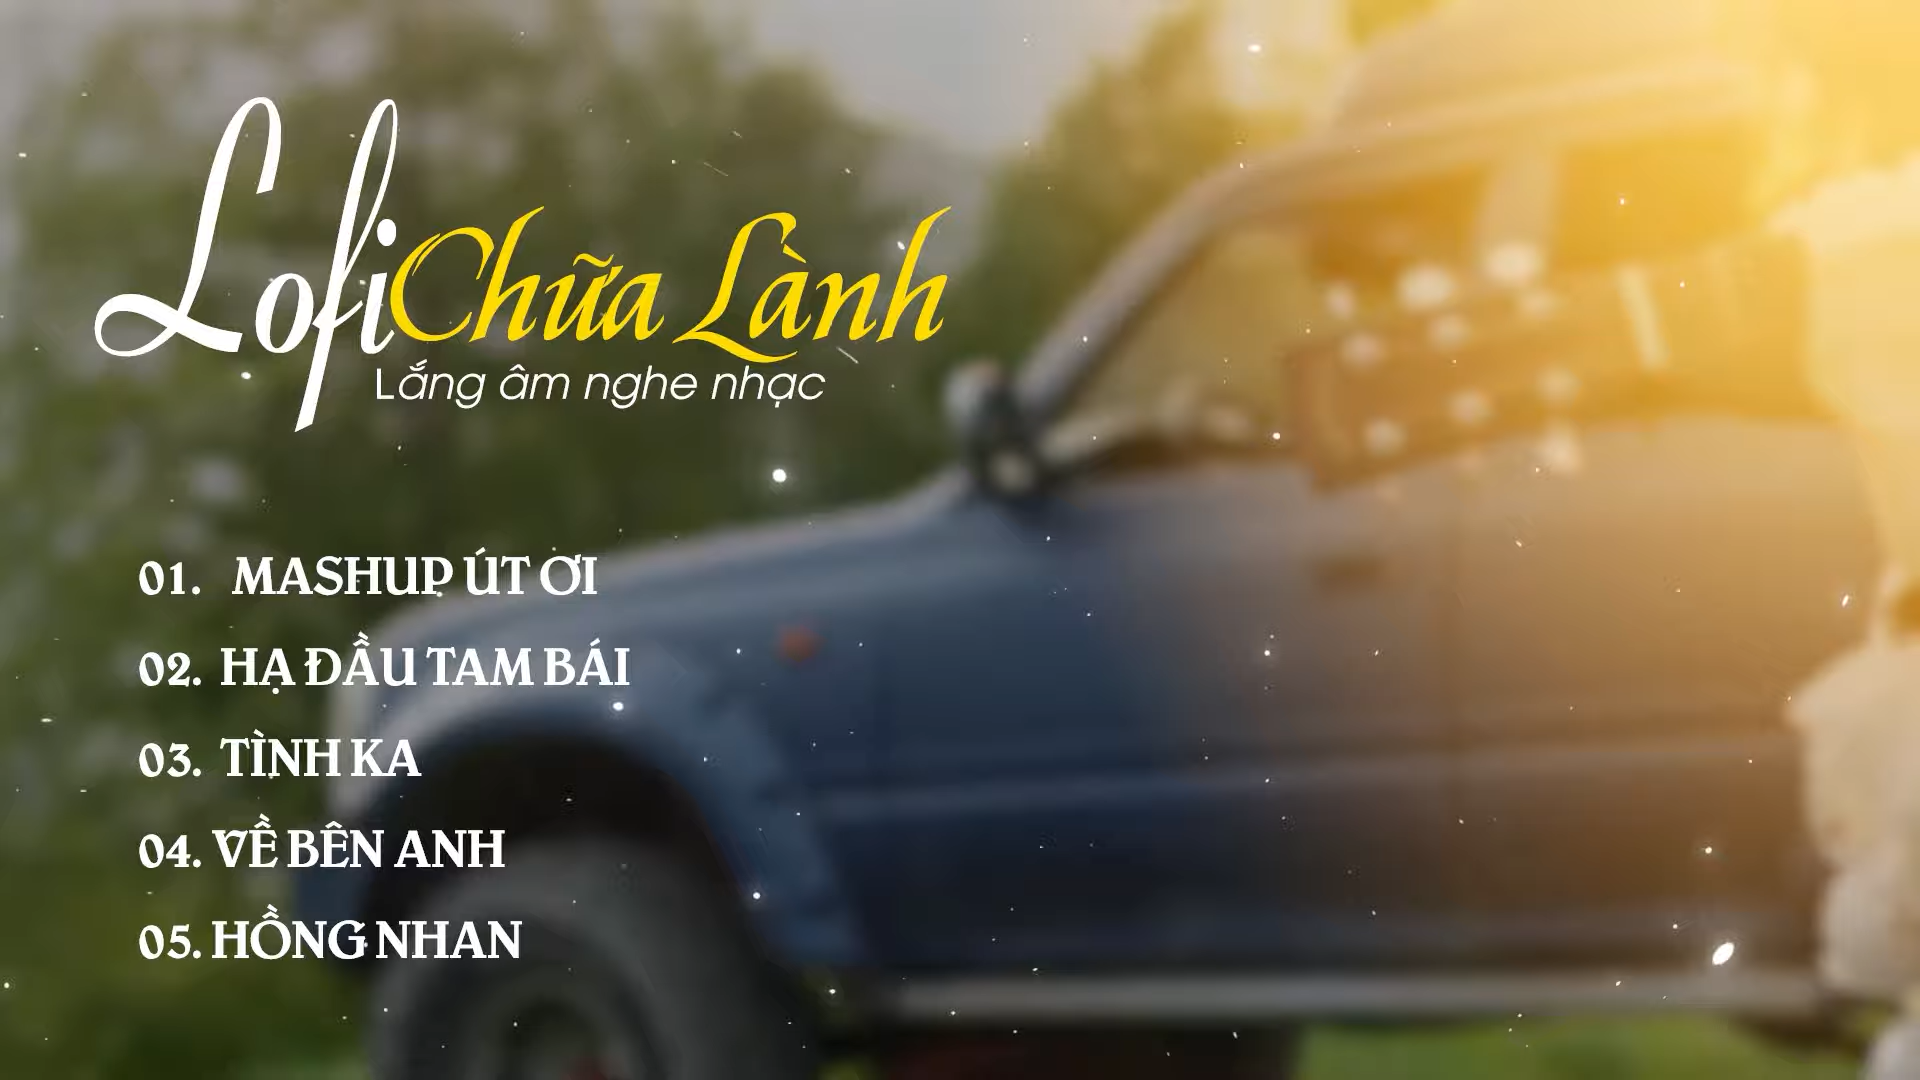 Lofi Chữa Lành
Lắng âm nghe nhạc
01. MASHUP ÚT ƠI
02. HẠ ĐẦU TAM BÁI
03. TÌNH KA
04. VỀ BÊN ANH
05. HỒNG NHAN